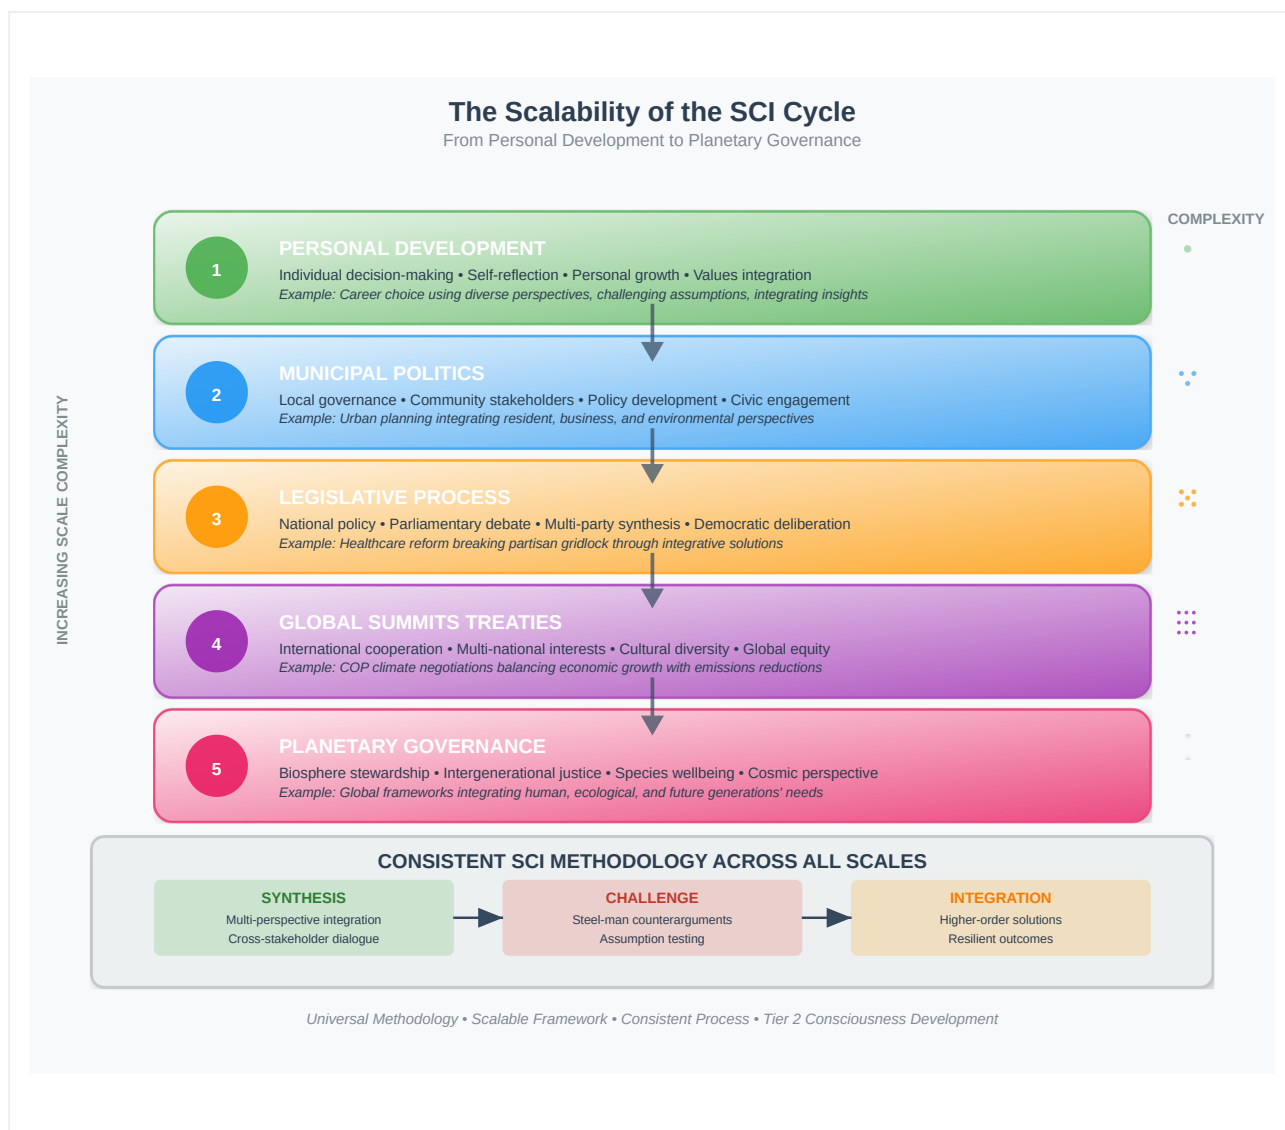 The Scalability of the SCI Cycle
From Personal Development to Planetary Governance
COMPLEXITY
INCREASING SCALE COMPLEXITY
1
PERSONAL DEVELOPMENT
Individual decision-making • Self-reflection • Personal growth • Values integration
Example: Career choice using diverse perspectives, challenging assumptions, integrating insights
2
MUNICIPAL POLITICS
Local governance • Community stakeholders • Policy development • Civic engagement
Example: Urban planning integrating resident, business, and environmental perspectives
3
LEGISLATIVE PROCESS
National policy • Parliamentary debate • Multi-party synthesis • Democratic deliberation
Example: Healthcare reform breaking partisan gridlock through integrative solutions
4
GLOBAL SUMMITS TREATIES
International cooperation • Multi-national interests • Cultural diversity • Global equity
Example: COP climate negotiations balancing economic growth with emissions reductions
5
PLANETARY GOVERNANCE
Biosphere stewardship • Intergenerational justice • Species wellbeing • Cosmic perspective
Example: Global frameworks integrating human, ecological, and future generations' needs
CONSISTENT SCI METHODOLOGY ACROSS ALL SCALES
SYNTHESIS
Multi-perspective integration
Cross-stakeholder dialogue
CHALLENGE
Steel-man counterarguments
Assumption testing
INTEGRATION
Higher-order solutions
Resilient outcomes
Universal Methodology • Scalable Framework • Consistent Process • Tier 2 Consciousness Development